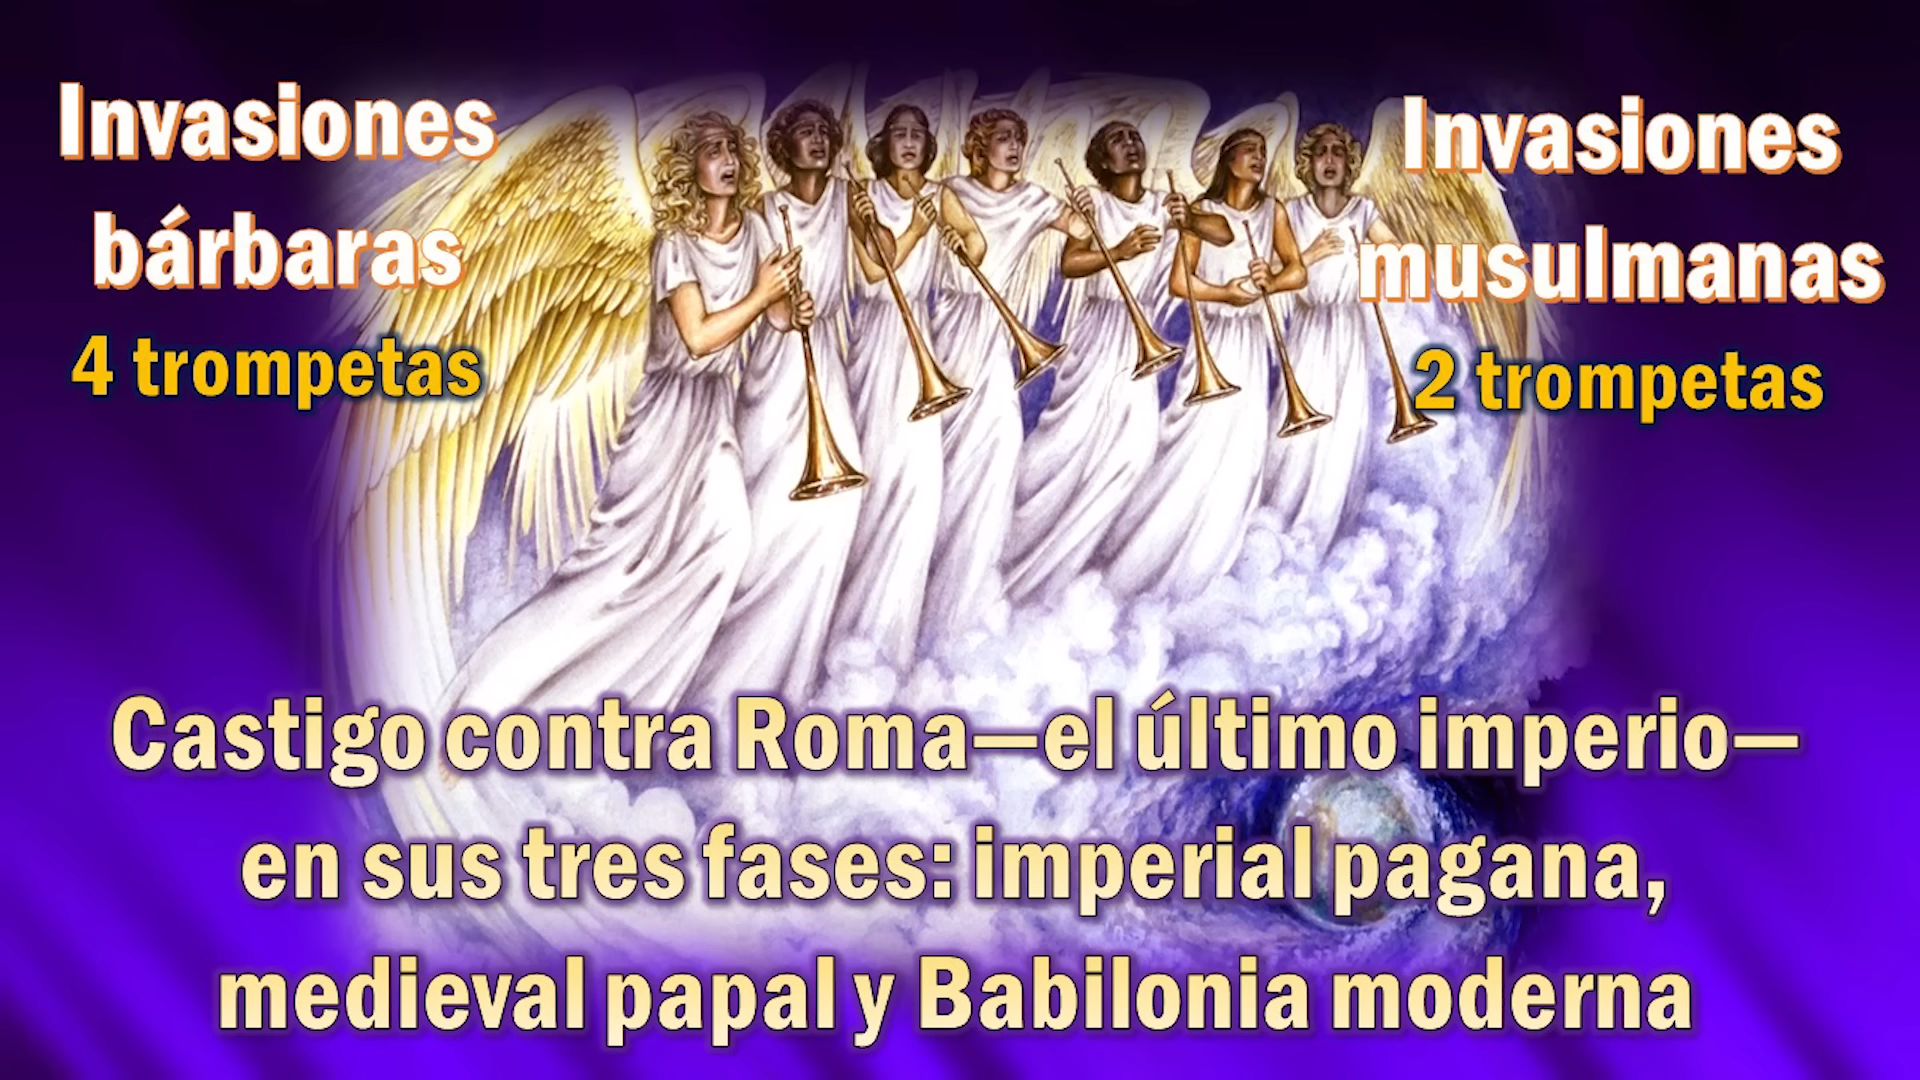 Invasiones
bárbaras
4 trompetas
Invasiones
musulmanas
2 trompetas
Castigo contra Roma—el último imperio—
en sus tres fases: imperial pagana,
medieval papal y Babilonia moderna